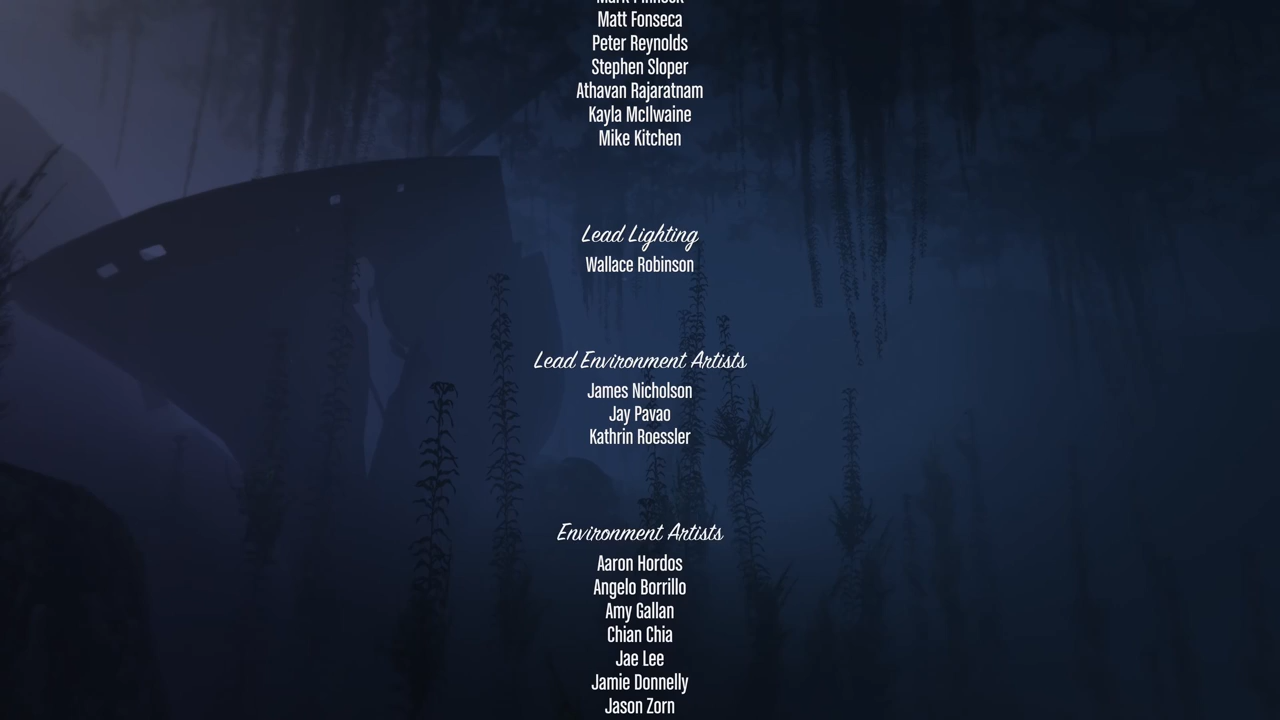 Matt Fonseca
Peter Reynolds
Stephen Sloper
Athavan Rajaratnam
Kayla McIlwaine
Mike Kitchen
Lead Lighting
Wallace Robinson
Lead Environment Artists
James Nicholson
Jay Pavao
Kathrin Roessler
Environment Artists
Aaron Hordos
Angelo Borrillo
Amy Gallan
Chian Chia
Jae Lee
Jamie Donnelly
Jason Zorn